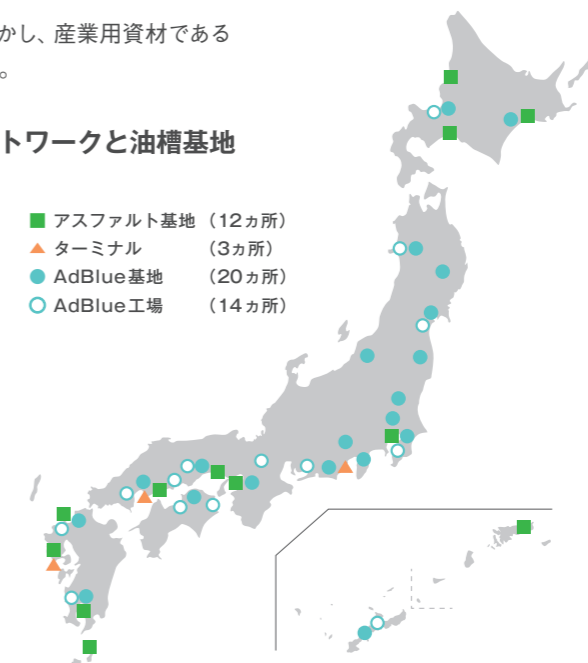 かし、産業用資材である
。
トワークと油槽基地
アスファルト基地 （12ヵ所）
ターミナル （3ヵ所）
AdBlue基地 （20ヵ所）
AdBlue工場 （14ヵ所）